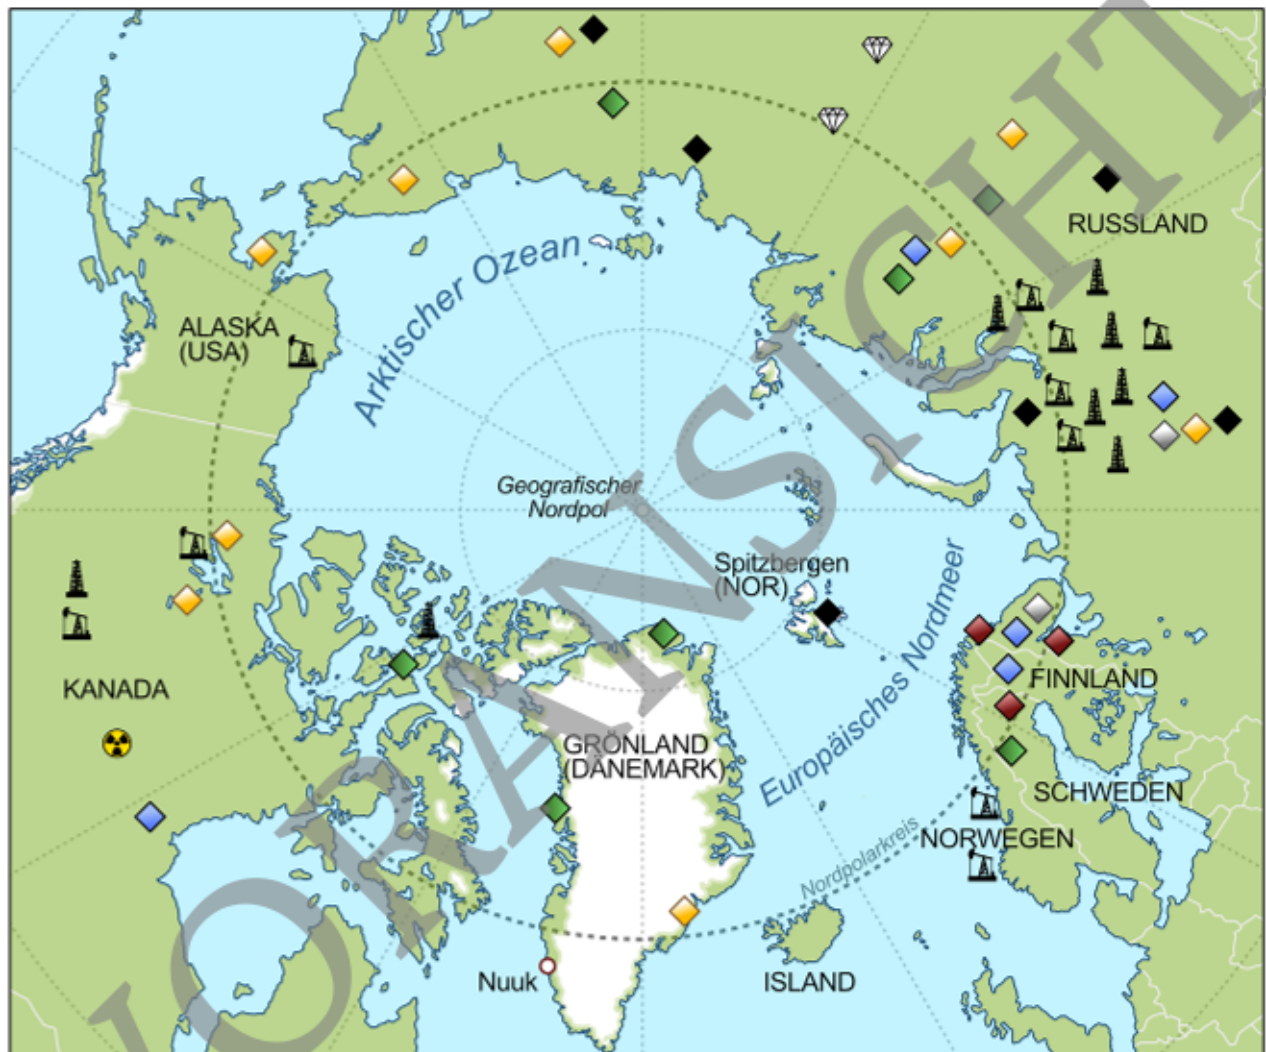 RUSSLAND
Arktischer Ozean
ALASKA
(USA)
Geografischer
Nordpol
Spitzbergen
(NOR)
Europäisches Nordmeer
KANADA
FINNLAND
GRÖNLAND
(DÄNEMARK)
SCHWEDEN
NORWEGEN
Nordpolarkreis
Nuuk
ISLAND
VORANSICHT